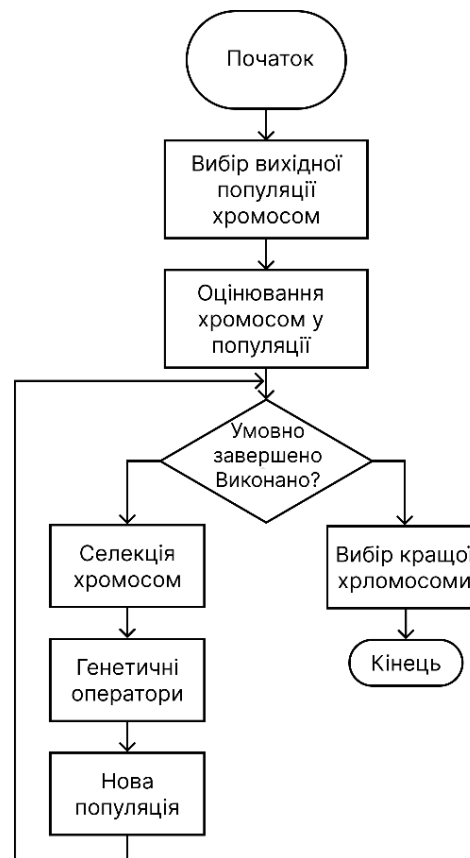 Початок
Вибір вихідної
популяції
хромосом
Оцінювання
хромосом у
популяції
Умовно
завершено
Виконано?
Селекція
хромосом
Вибір кращої
хрломосоми
Генетичні
оператори
Кінець
Нова
популяція